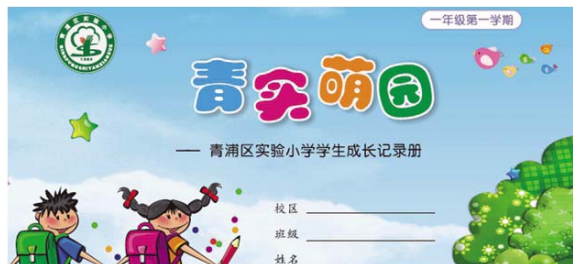 一年级第一学期
青实萌园
—— 青浦区实验小学学生成长记录册
校区
班级
姓名